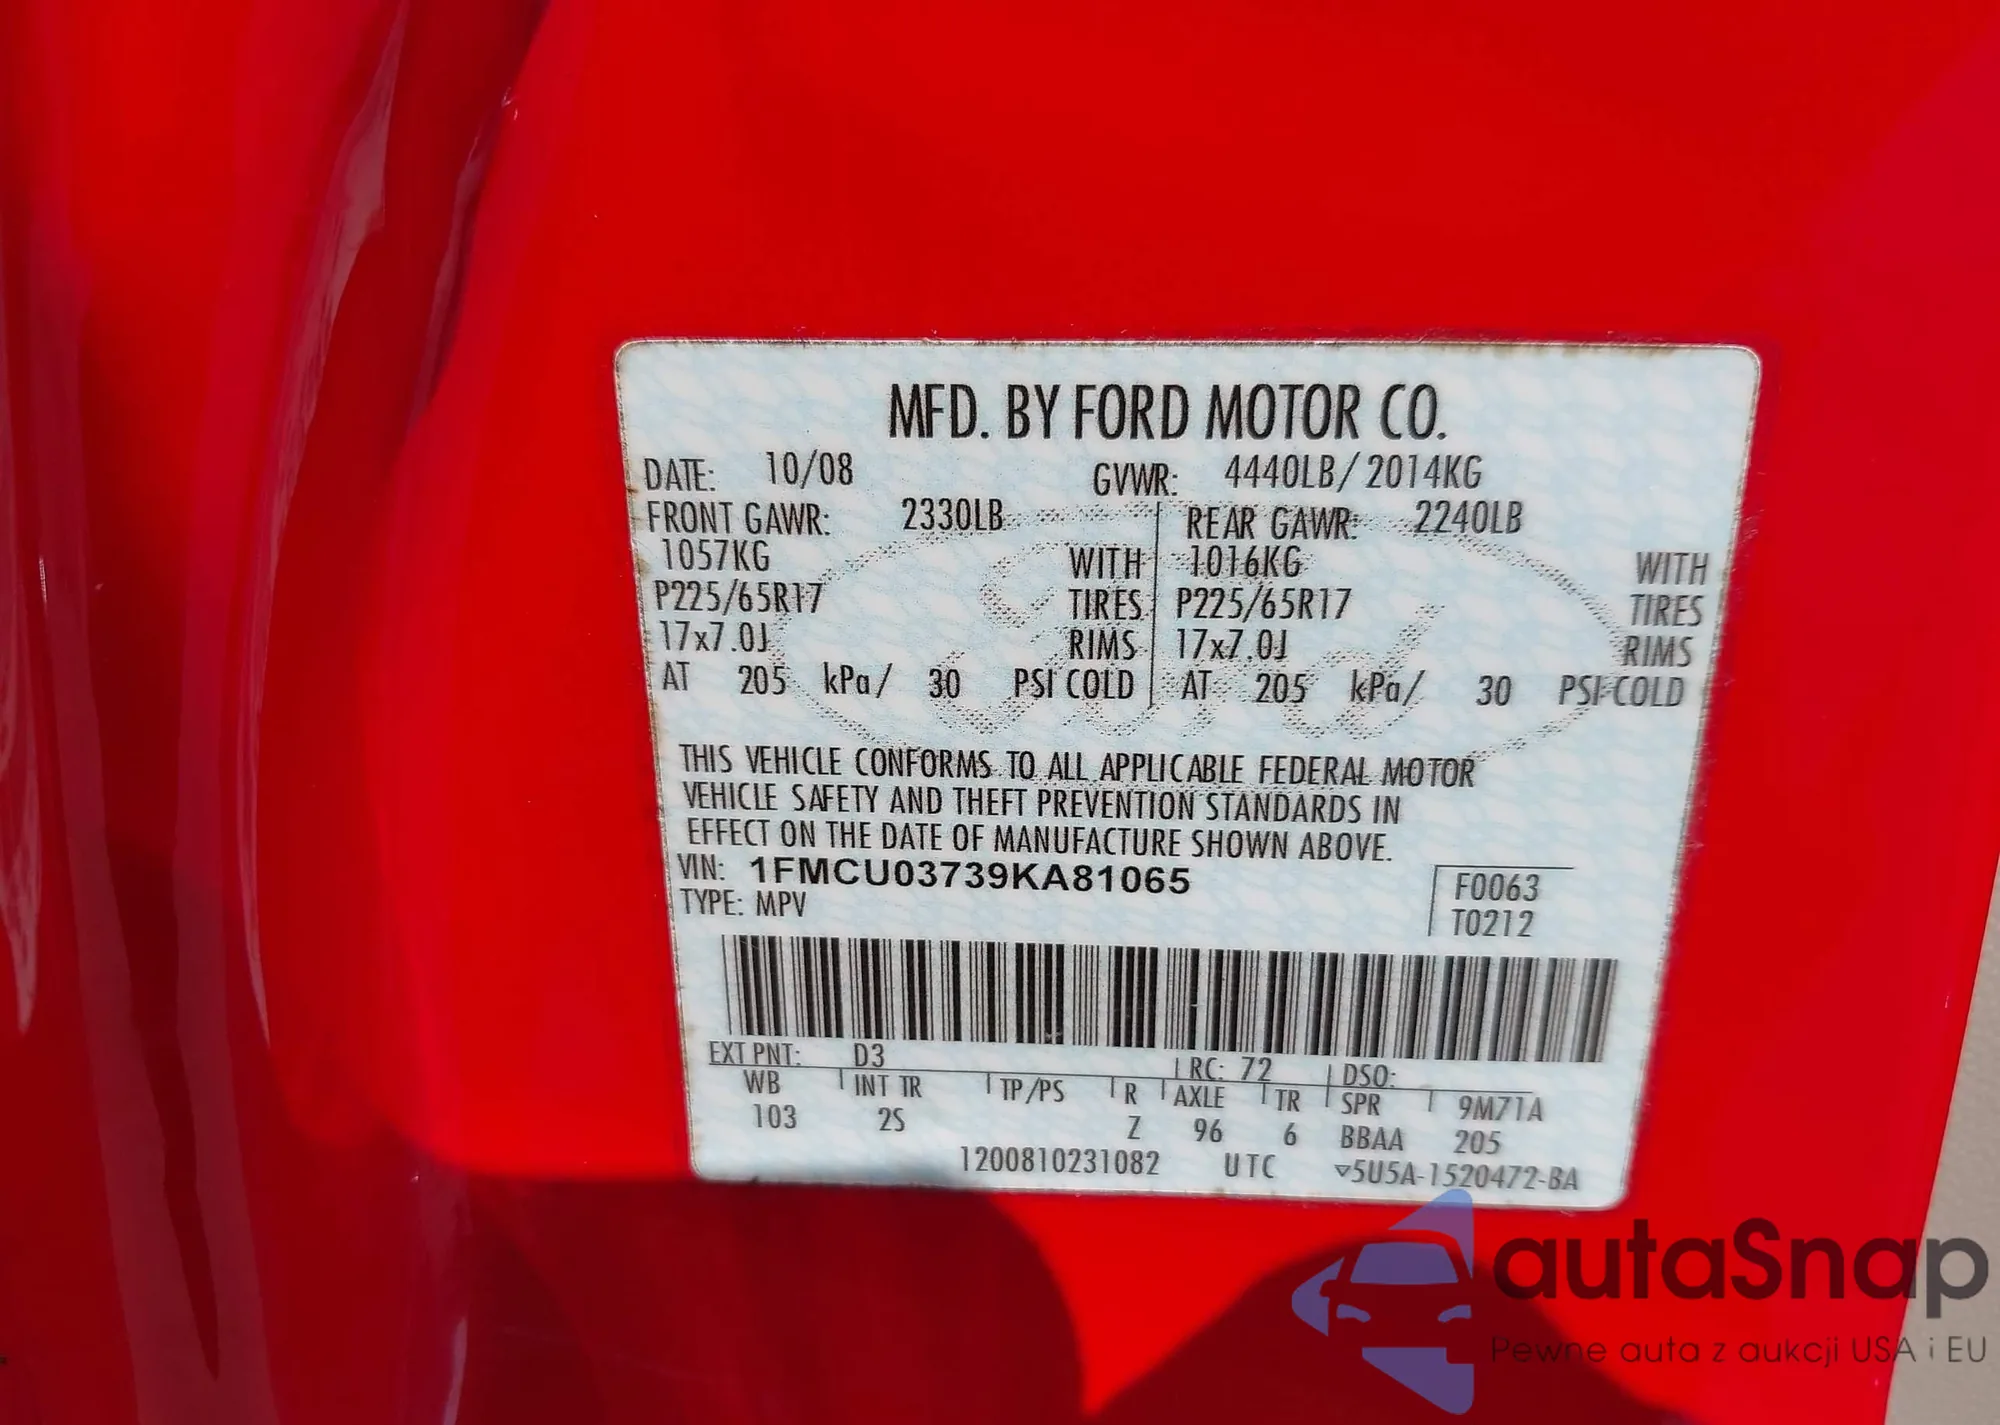 MFD. BY FORD MOTOR CO.
DATE: 10/08 GVWR: 4440LB/ 2014KG
FRONT GAWR: 2330LB REAR GAWR: 2240LB
1057KG WITH 1016KG WITH
P225/65R17 TIRES P225/65R17 TIRES
17x7.0J RIMS 17x7.0J RIMS
AT 205 kPa/ 30 PSI COLD AT 205 kPa/ 30 PSI COLD
THIS VEHICLE CONFORMS TO ALL APPLICABLE FEDERAL MOTOR
VEHICLE SAFETY AND THEFT PREVENTION STANDARDS IN
EFFECT ON THE DATE OF MANUFACTURE SHOWN ABOVE.
VIN: 1FMCU03739KA81065
TYPE: MPV
F0063
T0212
EXT PNT: D3 RC: 72 DSO:
WB INT TR TP/PS R AXLE TR SPR 9M71A
103 2S Z 96 6 BBAA 205
1200810231082 UTC ▽5U5A-1520472-BA
autaSnap
Pewne auta z aukcji USA i EU